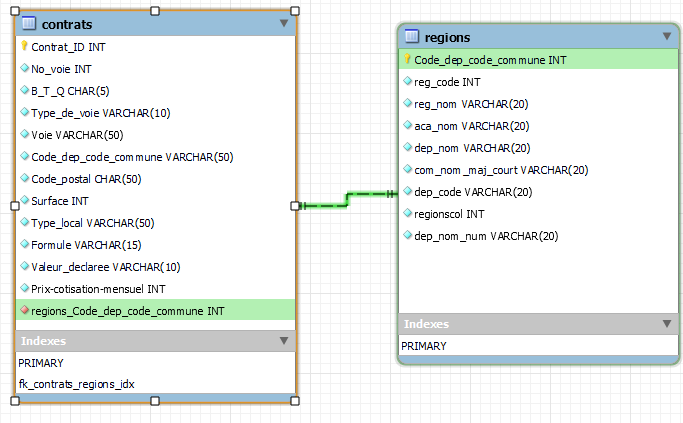 contrats
Contrat_ID INT
No_voie INT
B_T_Q CHAR(5)
Type_de_voie VARCHAR(10)
Voie VARCHAR(50)
Code_dep_code_commune VARCHAR(50)
Code_postal CHAR(50)
Surface INT
Type_local VARCHAR(50)
Formule VARCHAR(15)
Valeur_declaree VARCHAR(10)
Prix-cotisation-mensuel INT
regions_Code_dep_code_commune INT
Indexes
PRIMARY
fk_contrats_regions_idx
regions
Code_dep_code_commune INT
reg_code INT
reg_nom VARCHAR(20)
aca_nom VARCHAR(20)
dep_nom VARCHAR(20)
com_nom_maj_court VARCHAR(20)
dep_code VARCHAR(20)
regionscol INT
dep_nom_num VARCHAR(20)
Indexes
PRIMARY